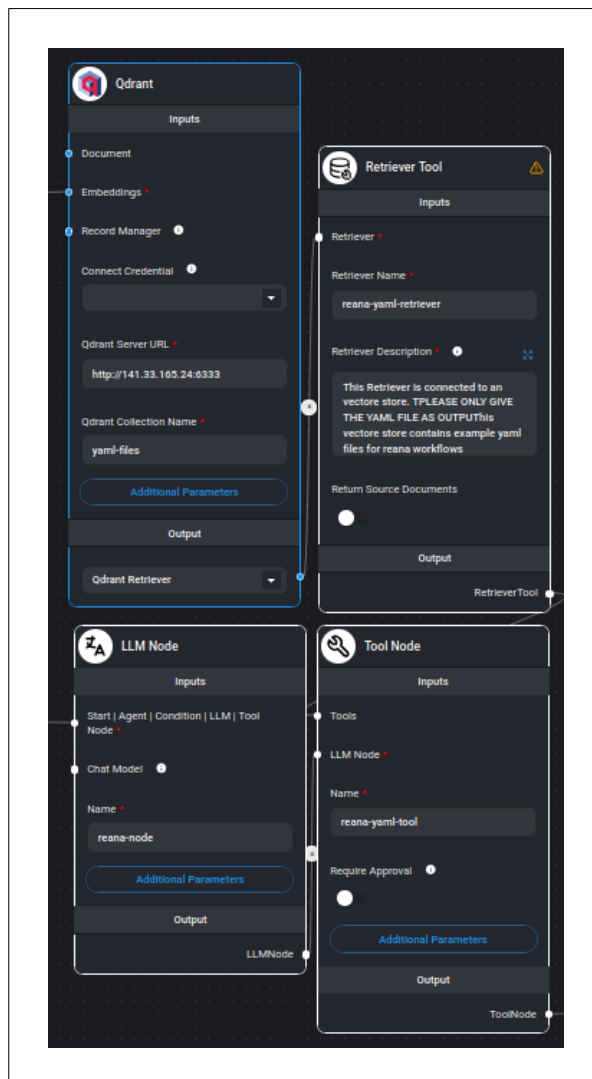 Qdrant
Inputs
Document
Embeddings *
Record Manager
Connect Credential
Qdrant Server URL *
http://141.33.165.24:6333
Qdrant Collection Name *
yaml-files
Additional Parameters
Output
Qdrant Retriever
Retriever Tool
Inputs
Retriever *
Retriever Name *
reana-yaml-retriever
Retriever Description *
This Retriever is connected to an
vectore store. TPLEASE ONLY GIVE
THE YAML FILE AS OUTPUThis
vectore store contains example yaml
files for reana workflows
Return Source Documents
Output
RetrieverTool
LLM Node
Inputs
Start | Agent | Condition | LLM | Tool
Node *
Chat Model
Name *
reana-node
Additional Parameters
Output
LLMNode
Tool Node
Inputs
Tools
LLM Node *
Name *
reana-yaml-tool
Require Approval
Additional Parameters
Output
ToolNode